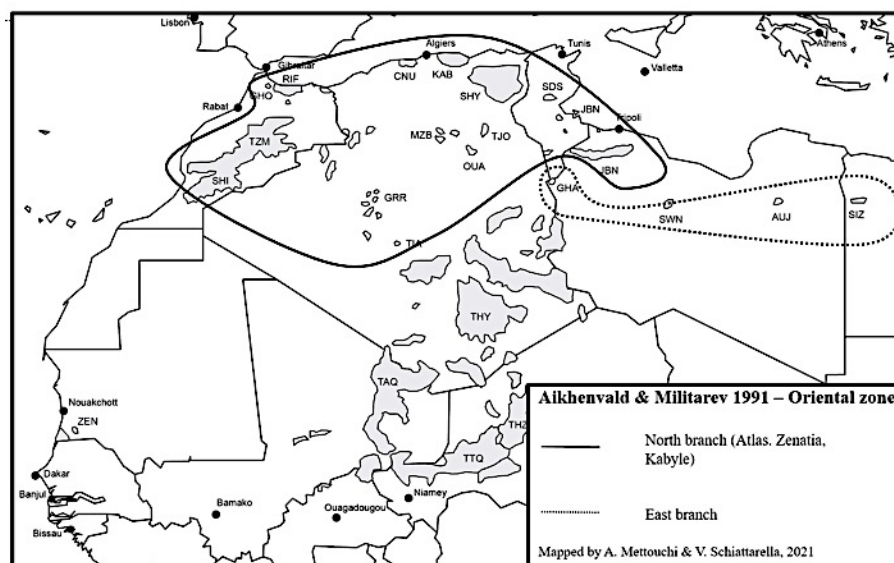 Lisbon
Algiers
Tunis
Athens
Gibraltar
Valletta
RIF
CNU
KAB
GHO
SHY
SDS
Rabat
JBN
Tripoli
TZM
MZB
TJO
OUA
JBN
SHI
GHA
GRR
SWN
AUJ
SIZ
TIA
THY
TAQ
Nouakchott
ZEN
THZ
TTQ
Dakar
Banjul
Niamey
Bamako
Ouagadougou
Bissau
Aikhenvald & Militarev 1991 – Oriental zone
North branch (Atlas. Zenatia,
Kabyle)
East branch
Mapped by A. Mettouchi & V. Schiattarella, 2021